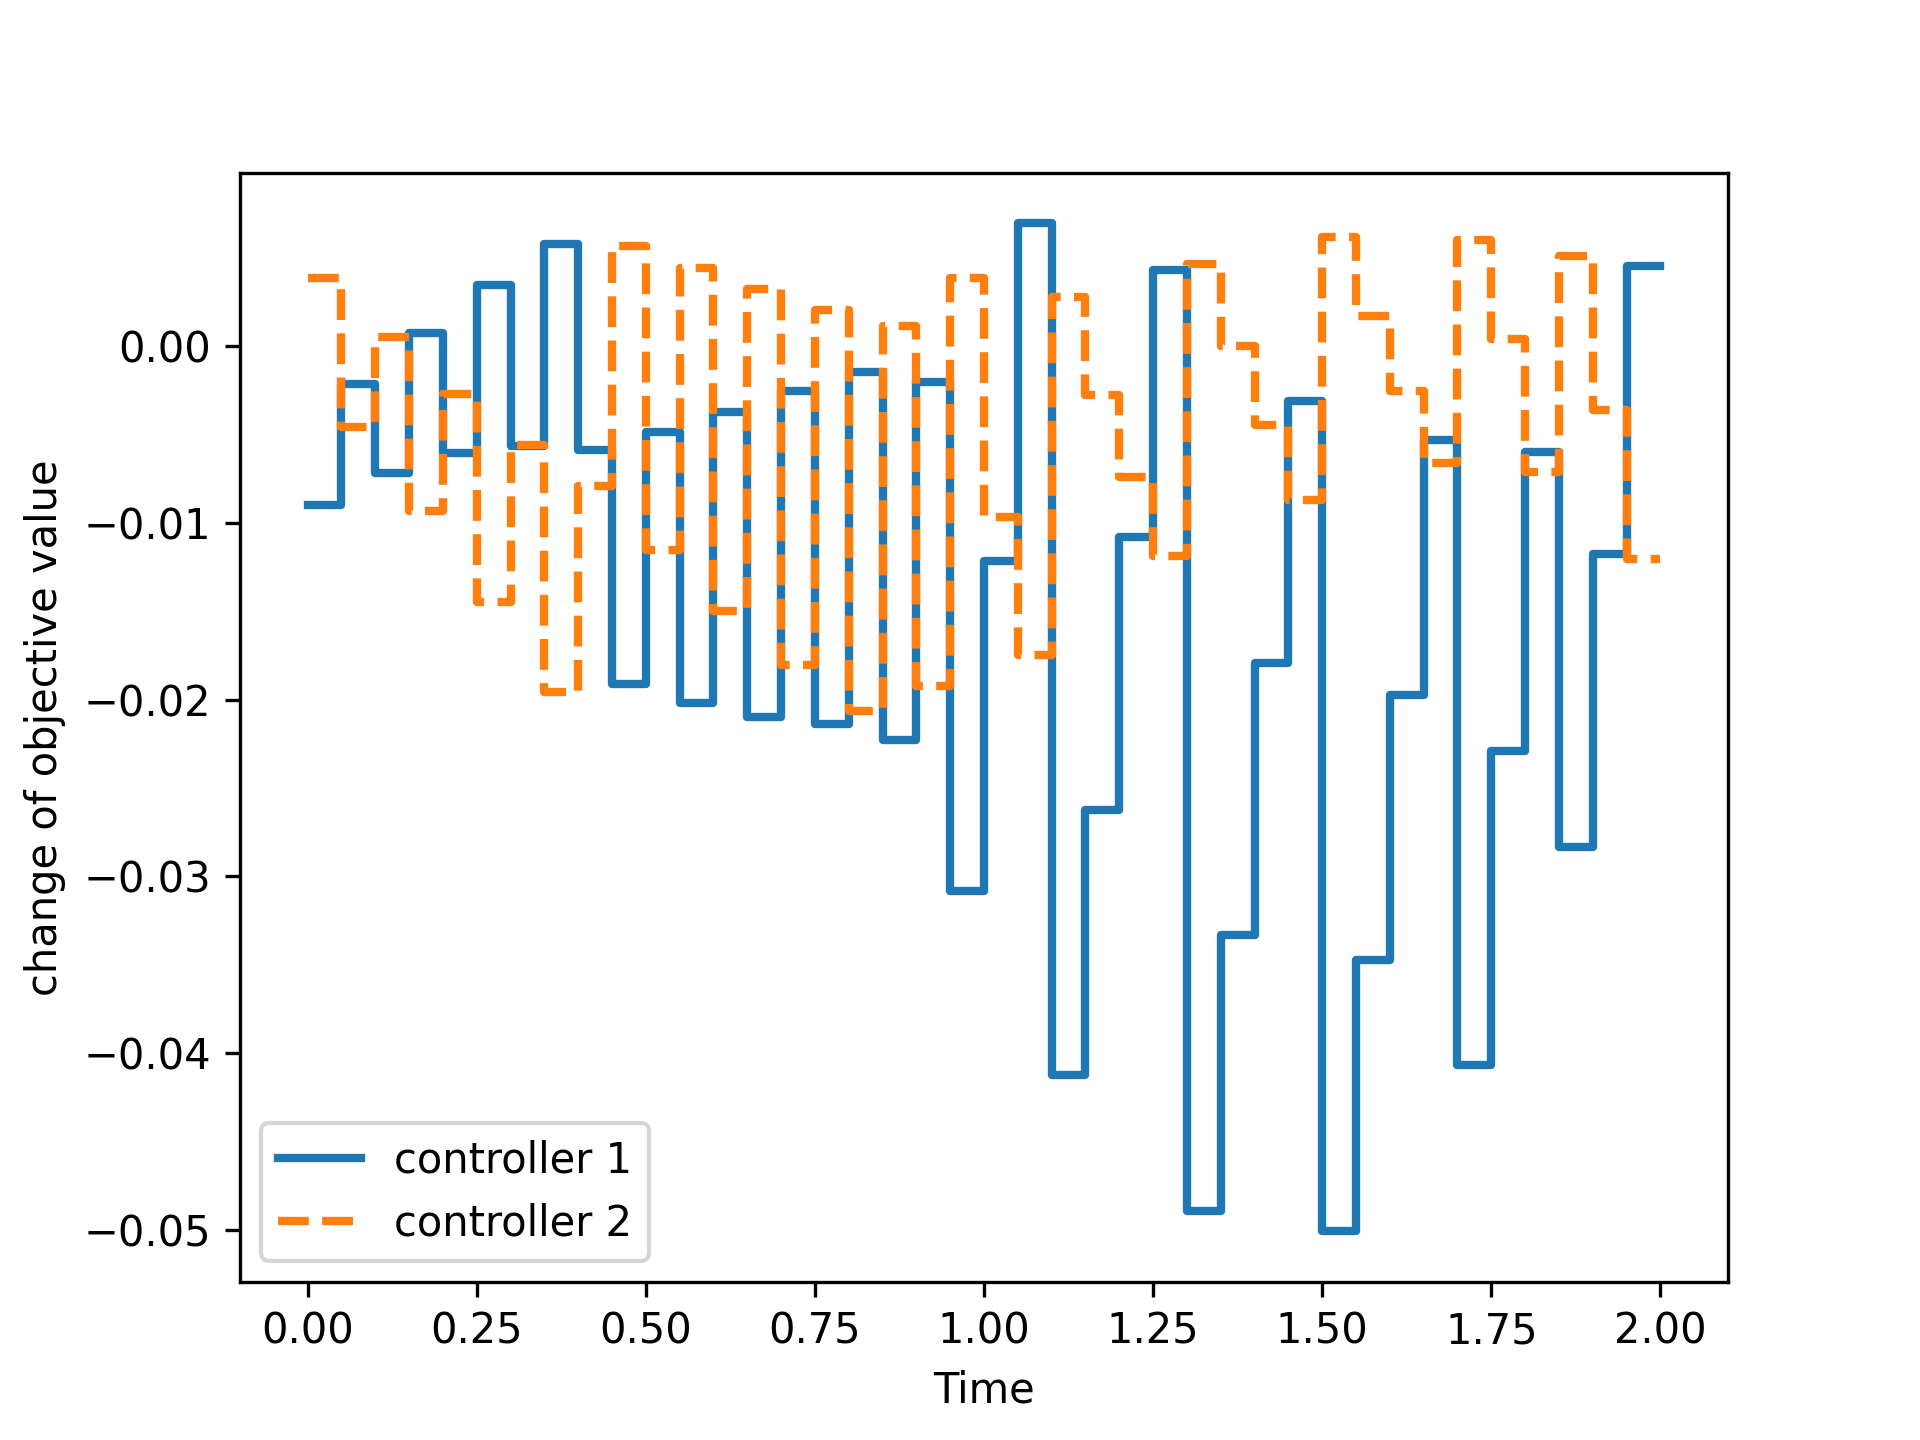 change of objective value
0.00
−0.01
−0.02
−0.03
−0.04
−0.05
controller 1
controller 2
0.00 0.25 0.50 0.75 1.00 1.25 1.50 1.75 2.00
Time